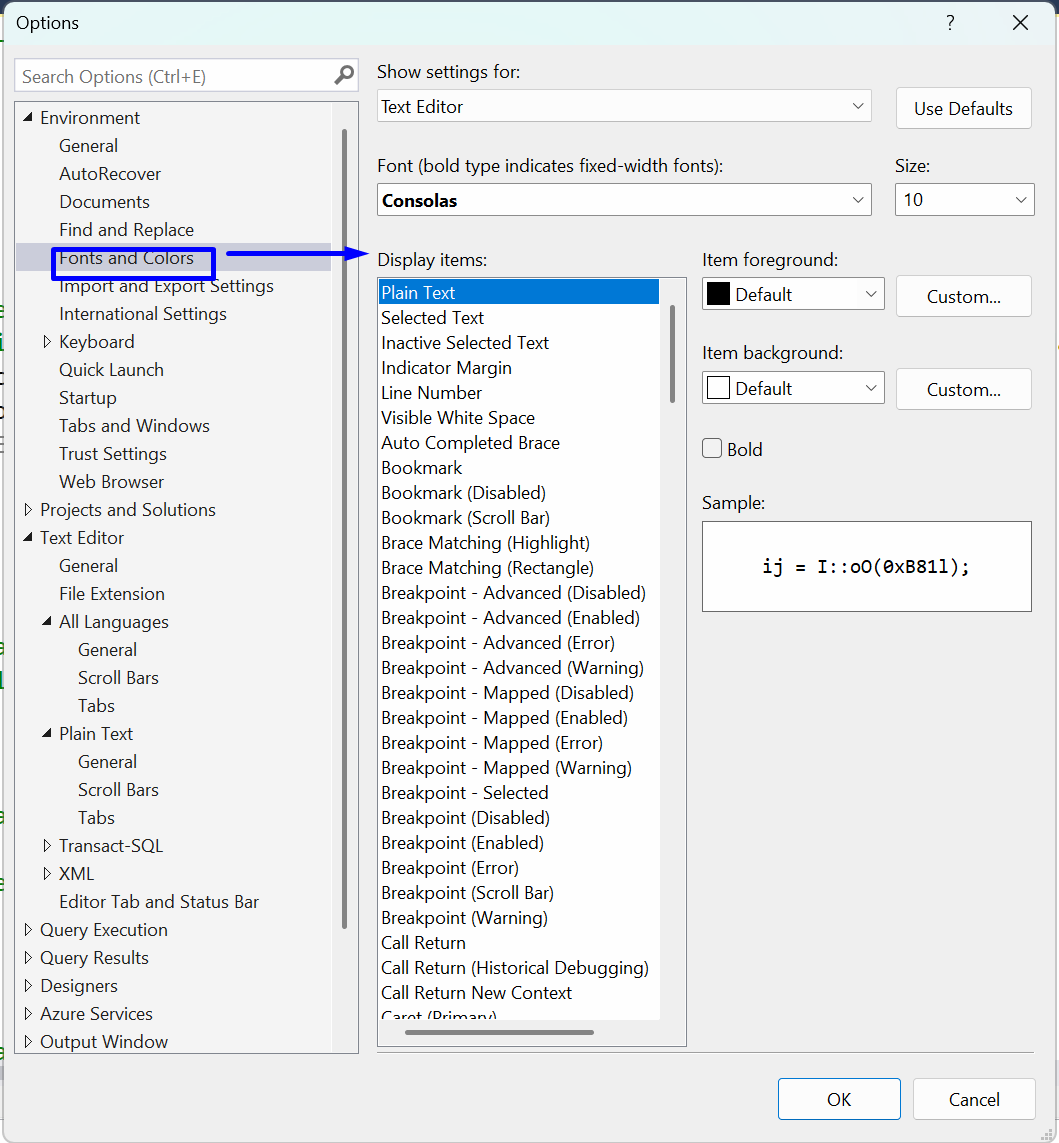 Options
?
Search Options (Ctrl+E)
Environment
General
AutoRecover
Documents
Find and Replace
Fonts and Colors
Import and Export Settings
International Settings
Keyboard
Quick Launch
Startup
Tabs and Windows
Trust Settings
Web Browser
Projects and Solutions
Text Editor
General
File Extension
All Languages
General
Scroll Bars
Tabs
Plain Text
General
Scroll Bars
Tabs
Transact-SQL
XML
Editor Tab and Status Bar
Query Execution
Query Results
Designers
Azure Services
Output Window
Show settings for:
Text Editor
Use Defaults
Font (bold type indicates fixed-width fonts):
Size:
Consolas
10
Display items:
Plain Text
Selected Text
Inactive Selected Text
Indicator Margin
Line Number
Visible White Space
Auto Completed Brace
Bookmark
Bookmark (Disabled)
Bookmark (Scroll Bar)
Brace Matching (Highlight)
Brace Matching (Rectangle)
Breakpoint - Advanced (Disabled)
Breakpoint - Advanced (Enabled)
Breakpoint - Advanced (Error)
Breakpoint - Advanced (Warning)
Breakpoint - Mapped (Disabled)
Breakpoint - Mapped (Enabled)
Breakpoint - Mapped (Error)
Breakpoint - Mapped (Warning)
Breakpoint - Selected
Breakpoint (Disabled)
Breakpoint (Enabled)
Breakpoint (Error)
Breakpoint (Scroll Bar)
Breakpoint (Warning)
Call Return
Call Return (Historical Debugging)
Call Return New Context
Caret (Primary)
Item foreground:
Default
Custom...
Item background:
Default
Custom...
Bold
Sample:
ij = I::oO(0xB81l);
OK
Cancel